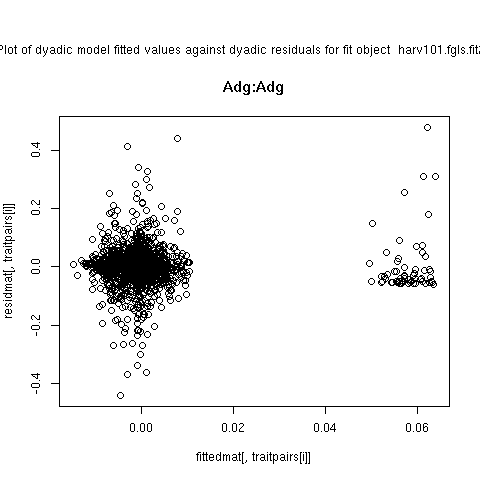 Plot of dyadic model fitted values against dyadic residuals for fit object harv101.fgls.fit
Adg:Adg
residmat[, traitpairs[i]]
-0.4
-0.2
0.0
0.2
0.4
0.00
0.02
0.04
0.06
fittedmat[, traitpairs[i]]